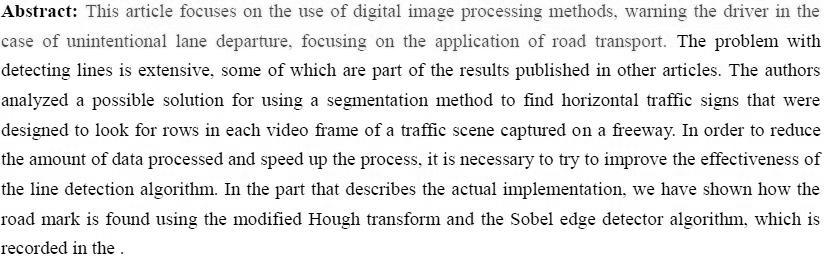 Abstract: This article focuses on the use of digital image processing methods, warning the driver in the
case of unintentional lane departure, focusing on the application of road transport. The problem with
detecting lines is extensive, some of which are part of the results published in other articles. The authors
analyzed a possible solution for using a segmentation method to find horizontal traffic signs that were
designed to look for rows in each video frame of a traffic scene captured on a freeway. In order to reduce
the amount of data processed and speed up the process, it is necessary to try to improve the effectiveness of
the line detection algorithm. In the part that describes the actual implementation, we have shown how the
road mark is found using the modified Hough transform and the Sobel edge detector algorithm, which is
recorded in the .